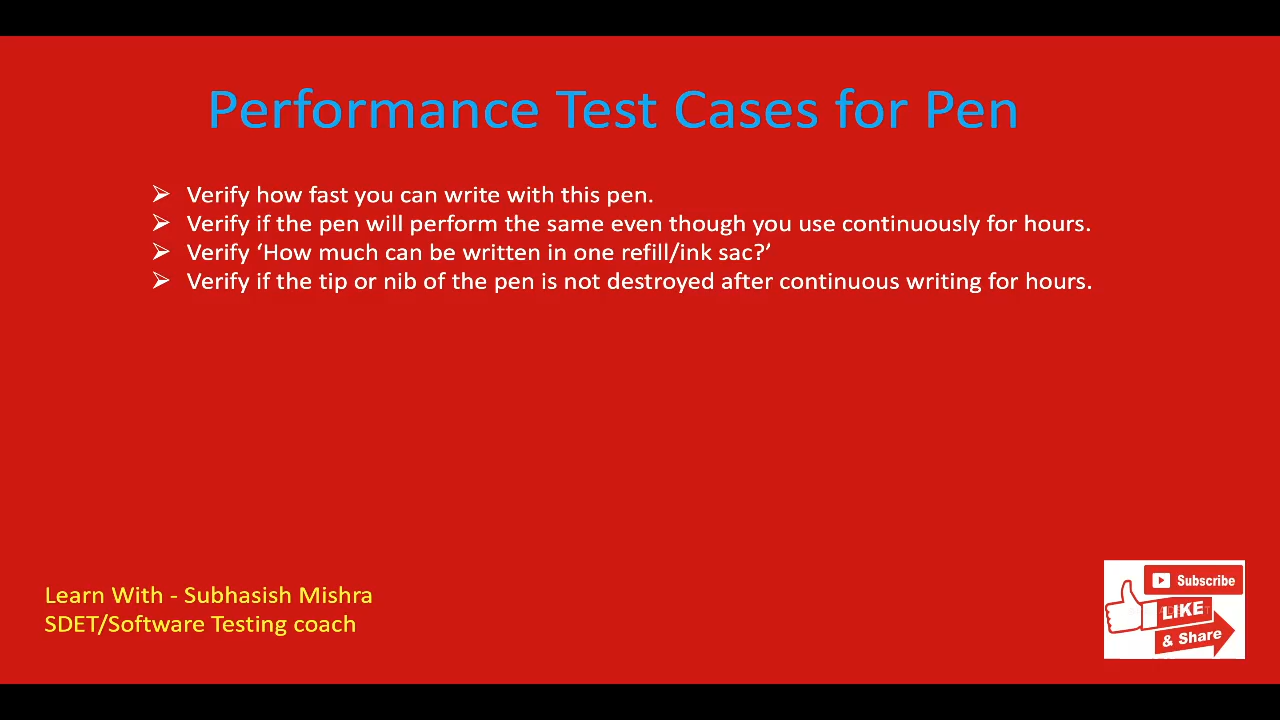 Performance Test Cases for Pen
➢ Verify how fast you can write with this pen.
➢ Verify if the pen will perform the same even though you use continuously for hours.
➢ Verify ‘How much can be written in one refill/ink sac?’
➢ Verify if the tip or nib of the pen is not destroyed after continuous writing for hours.
Learn With - Subhasish Mishra
SDET/Software Testing coach
Subscribe
LIKE
& Share